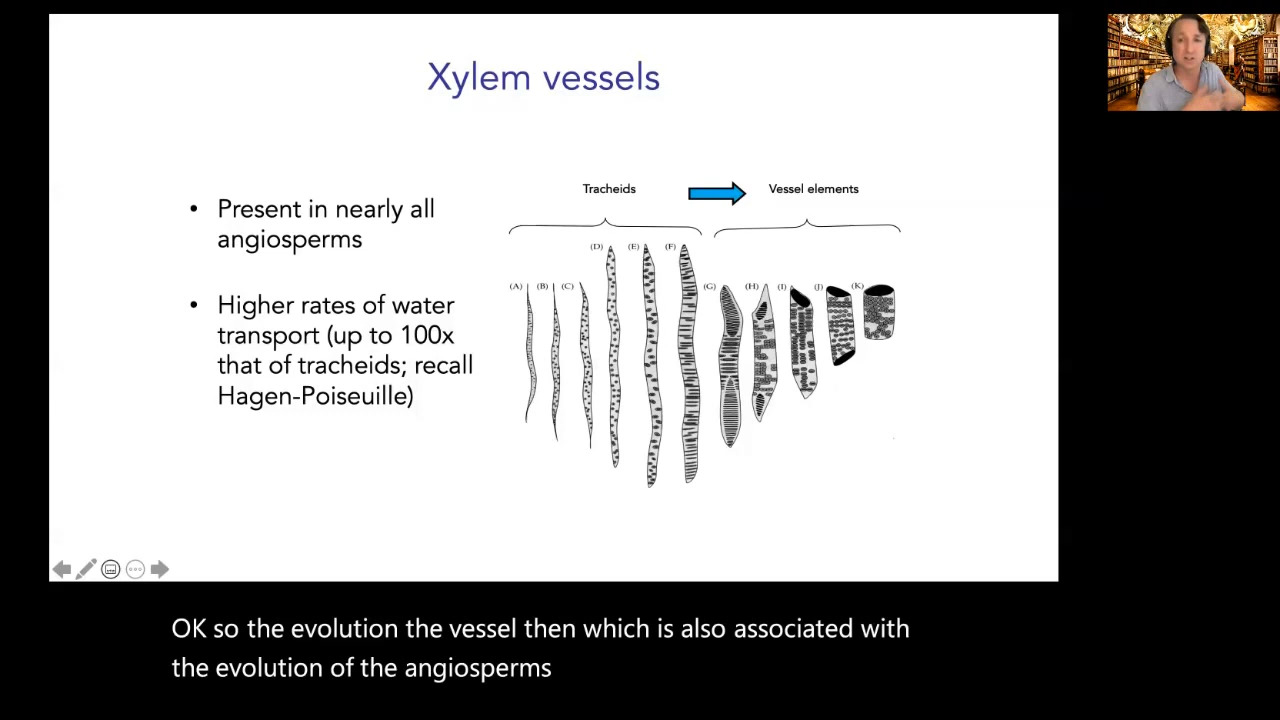 Xylem vessels
• Present in nearly all
angiosperms
• Higher rates of water
transport (up to 100x
that of tracheids; recall
Hagen-Poiseuille)
Tracheids
Vessel elements
(A) (B) (C) (D) (E) (F) (G) (H) (I) (J) (K)
OK so the evolution the vessel then which is also associated with
the evolution of the angiosperms